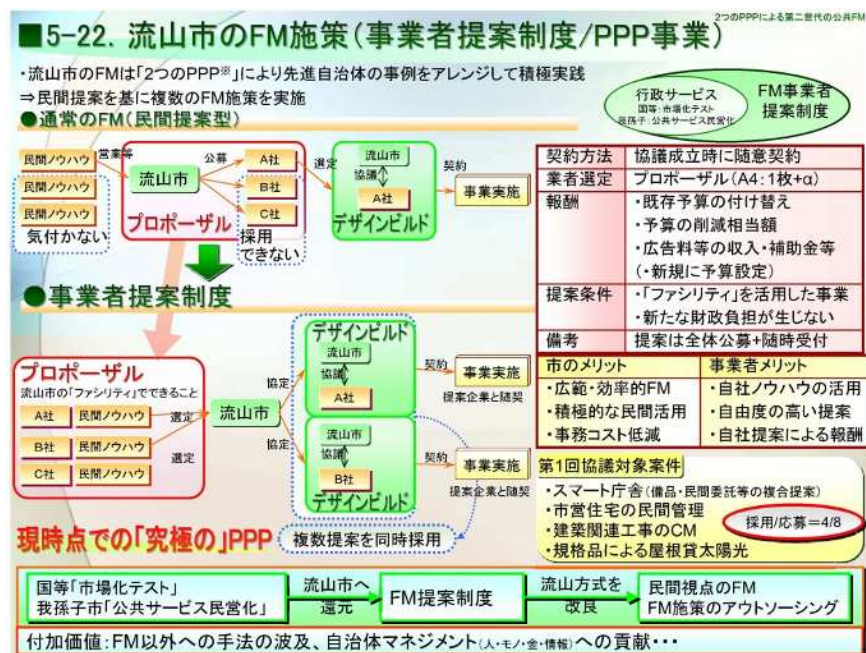 2つのPPPによる第二世代の公共FM
■5-22. 流山市のFM施策(事業者提案制度/PPP事業)
・流山市のFMは「2つのPPP※」により先進自治体の事例をアレンジして積極実践
⇒民間提案を基に複数のFM施策を実施
行政サービス
国等:市場化テスト
我孫子:公共サービス民営化
FM事業者
提案制度
●通常のFM(民間提案型)
民間ノウハウ
民間ノウハウ
民間ノウハウ
気付かない
営業等
流山市
公募
A社
B社
C社
プロポーザル
採用
できない
選定
流山市
協議
A社
デザインビルド
契約
事業実施
契約方法 協議成立時に随意契約
業者選定 プロポーザル(A4:1枚+α)
報酬 ・既存予算の付け替え
・予算の削減相当額
・広告料等の収入・補助金等
(・新規に予算設定)
提案条件 ・「ファシリティ」を活用した事業
・新たな財政負担が生じない
備考 提案は全体公募+随時受付
●事業者提案制度
プロポーザル
流山市の「ファシリティ」でできること
A社 民間ノウハウ
B社 民間ノウハウ
C社 民間ノウハウ
選定
選定
流山市
協定
協定
デザインビルド
流山市
協議
A社
契約
事業実施
提案企業と随契
流山市
協議
B社
デザインビルド
契約
事業実施
提案企業と随契
市のメリット
・広範・効率的FM
・積極的な民間活用
・事務コスト低減
事業者メリット
・自社ノウハウの活用
・自由度の高い提案
・自社提案による報酬
第1回協議対象案件
・スマート庁舎(備品・民間委託等の複合提案)
・市営住宅の民間管理
・建築関連工事のCM
・規格品による屋根貸太陽光
採用/応募=4/8
現時点での「究極の」PPP
複数提案を同時採用
国等「市場化テスト」
我孫子市「公共サービス民営化」
流山市へ
還元
FM提案制度
流山方式を
改良
民間視点のFM
FM施策のアウトソーシング
付加価値:FM以外への手法の波及、自治体マネジメント(人・モノ・金・情報)への貢献・・・